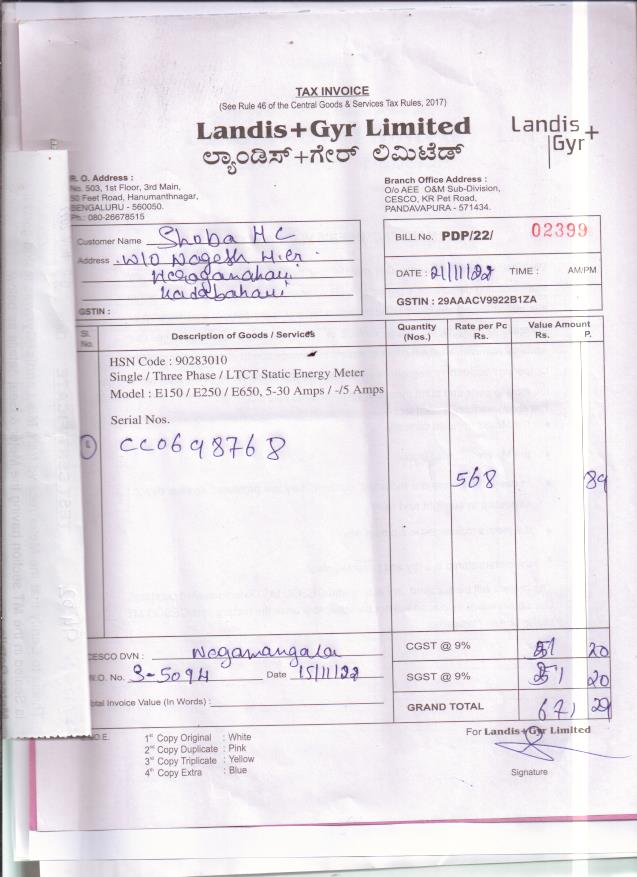 TAX INVOICE
(See Rule 46 of the Central Goods & Services Tax Rules, 2017)
Landis+Gyr Limited
ಲ್ಯಾಂಡಿಸ್+ಗೇರ್ ಲಿಮಿಟೆಡ್
Landis+
Gyr
R. O. Address :
No. 503, 1st Floor, 3rd Main,
Feet Road, Hanumanthnagar,
BENGALURU - 560050.
Ph.: 080-26678515
Branch Office Address :
O/o AEE O&M Sub-Division,
CESCO, KR Pet Road,
PANDAVAPURA - 571434.
Customer Name Shoba H C
Address W/O Nagesh
GSTIN :
BILL No. PDP/22/ 02399
DATE : 21/11/22 TIME : AM/PM
GSTIN : 29AAACV9922B1ZA
Sl. No. Description of Goods / Services Quantity (Nos.) Rate per Pc Rs. Value Amount Rs. P.
HSN Code : 90283010
Single / Three Phase / LTCT Static Energy Meter
Model : E150 / E250 / E650, 5-30 Amps / -/5 Amps
Serial Nos.
CC0698768
568 89
CESCO DVN : Nagamangala
N.O. No. 3-5094 Date 15/11/22
Total Invoice Value (In Words) :
CGST @ 9% 51 20
SGST @ 9% 51 20
GRAND TOTAL 671 29
O.E.
1st Copy Original : White
2nd Copy Duplicate : Pink
3rd Copy Triplicate : Yellow
4th Copy Extra : Blue
For Landis+Gyr Limited
Signature